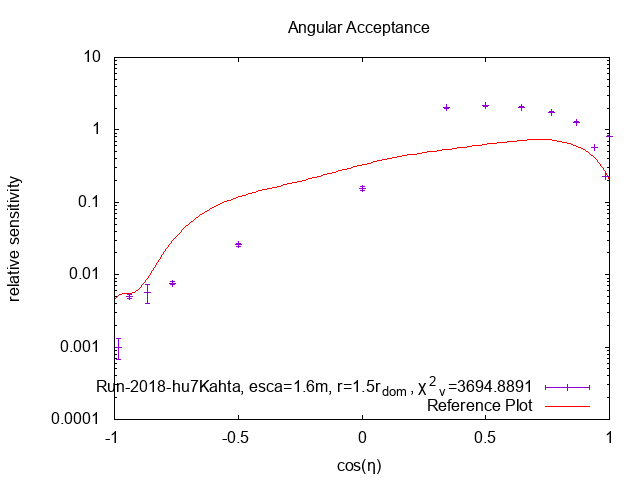 Angular Acceptance
relative sensitivity
10
1
0.1
0.01
0.001
0.0001
Run-2018-hu7Kahta, esca=1.6m, r=1.5r_dom, χ²_ν=3694.8891
Reference Plot
-1 -0.5 0 0.5 1
cos(η)